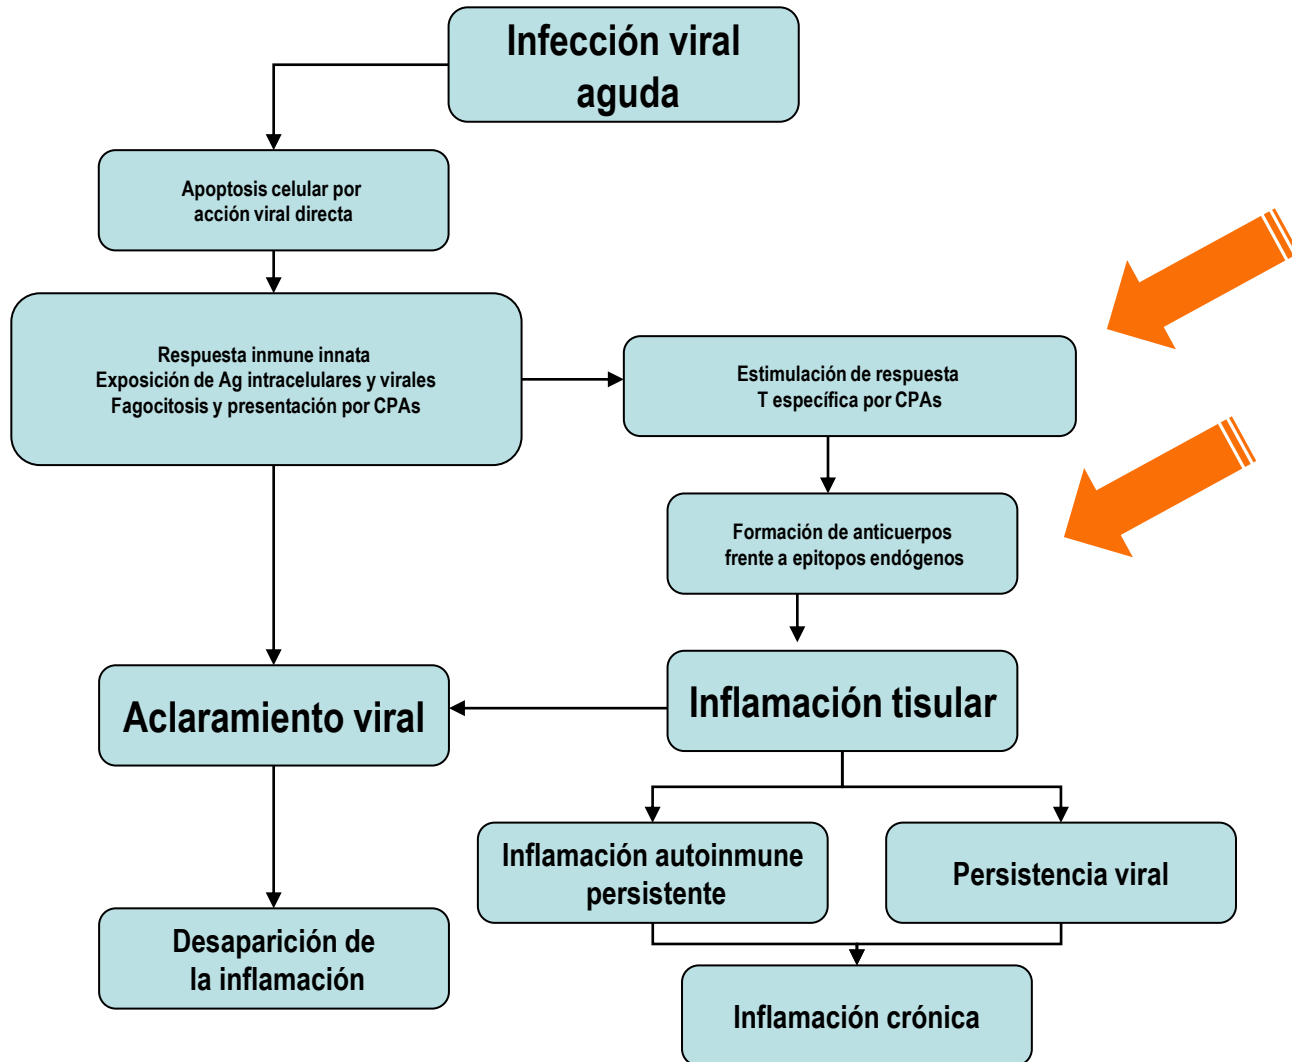 Infección viral
aguda
Apoptosis celular por
acción viral directa
Respuesta inmune innata
Exposición de Ag intracelulares y virales
Fagocitosis y presentación por CPAs
Estimulación de respuesta
T específica por CPAs
Formación de anticuerpos
frente a epitopos endógenos
Aclaramiento viral
Inflamación tisular
Inflamación autoinmune
persistente
Persistencia viral
Desaparición de
la inflamación
Inflamación crónica